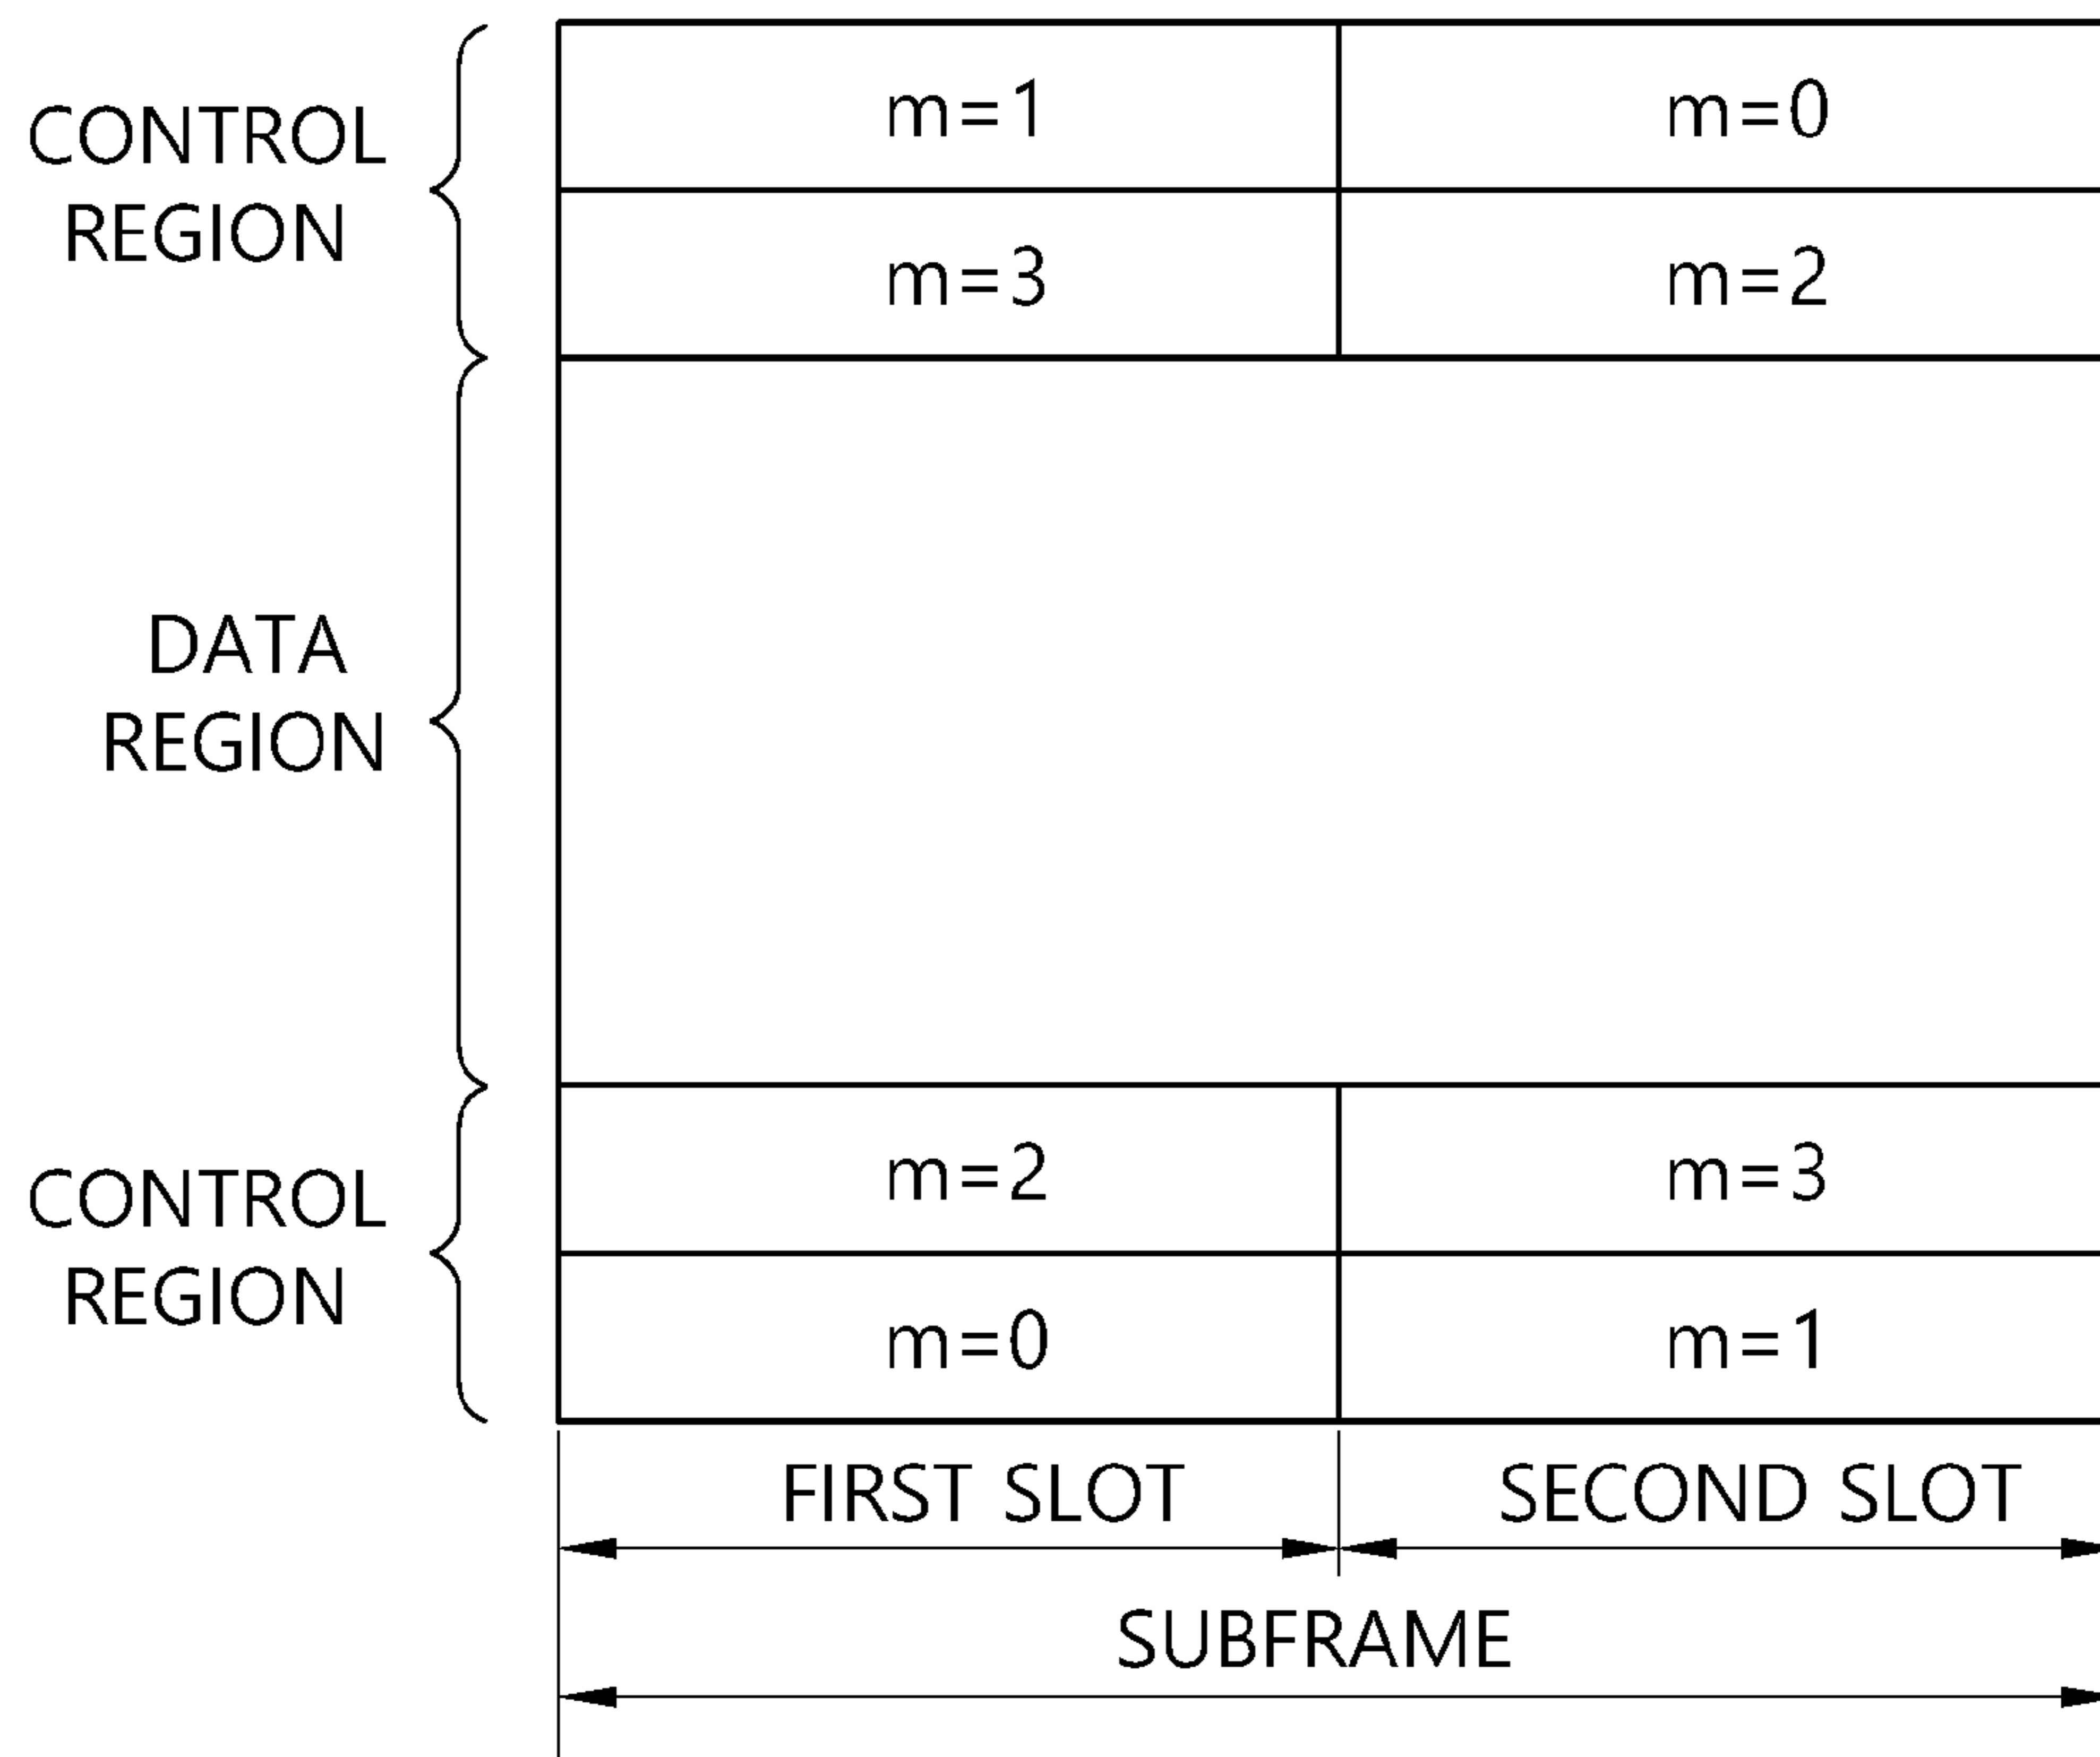 CONTROL
REGION
m=1
m=0
m=3
m=2
DATA
REGION
CONTROL
REGION
m=2
m=3
m=0
m=1
FIRST SLOT
SECOND SLOT
SUBFRAME